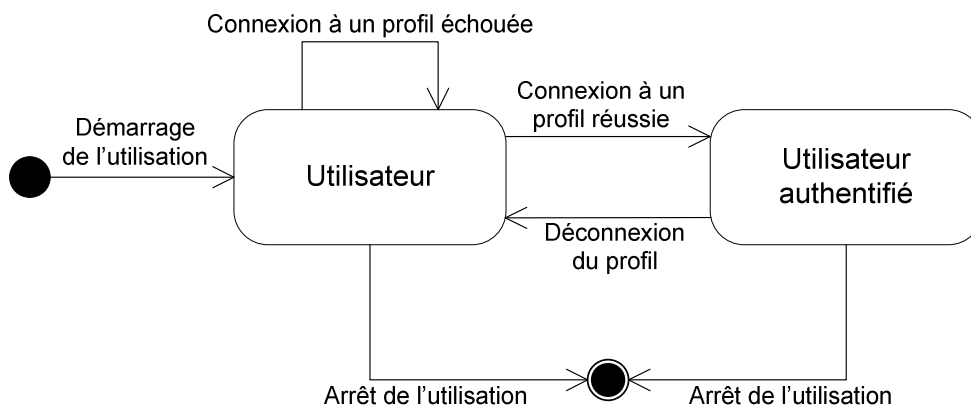 Connexion à un profil échouée
Démarrage
de l’utilisation
Utilisateur
Connexion à un
profil réussie
Utilisateur
authentifié
Déconnexion
du profil
Arrêt de l’utilisation
Arrêt de l’utilisation